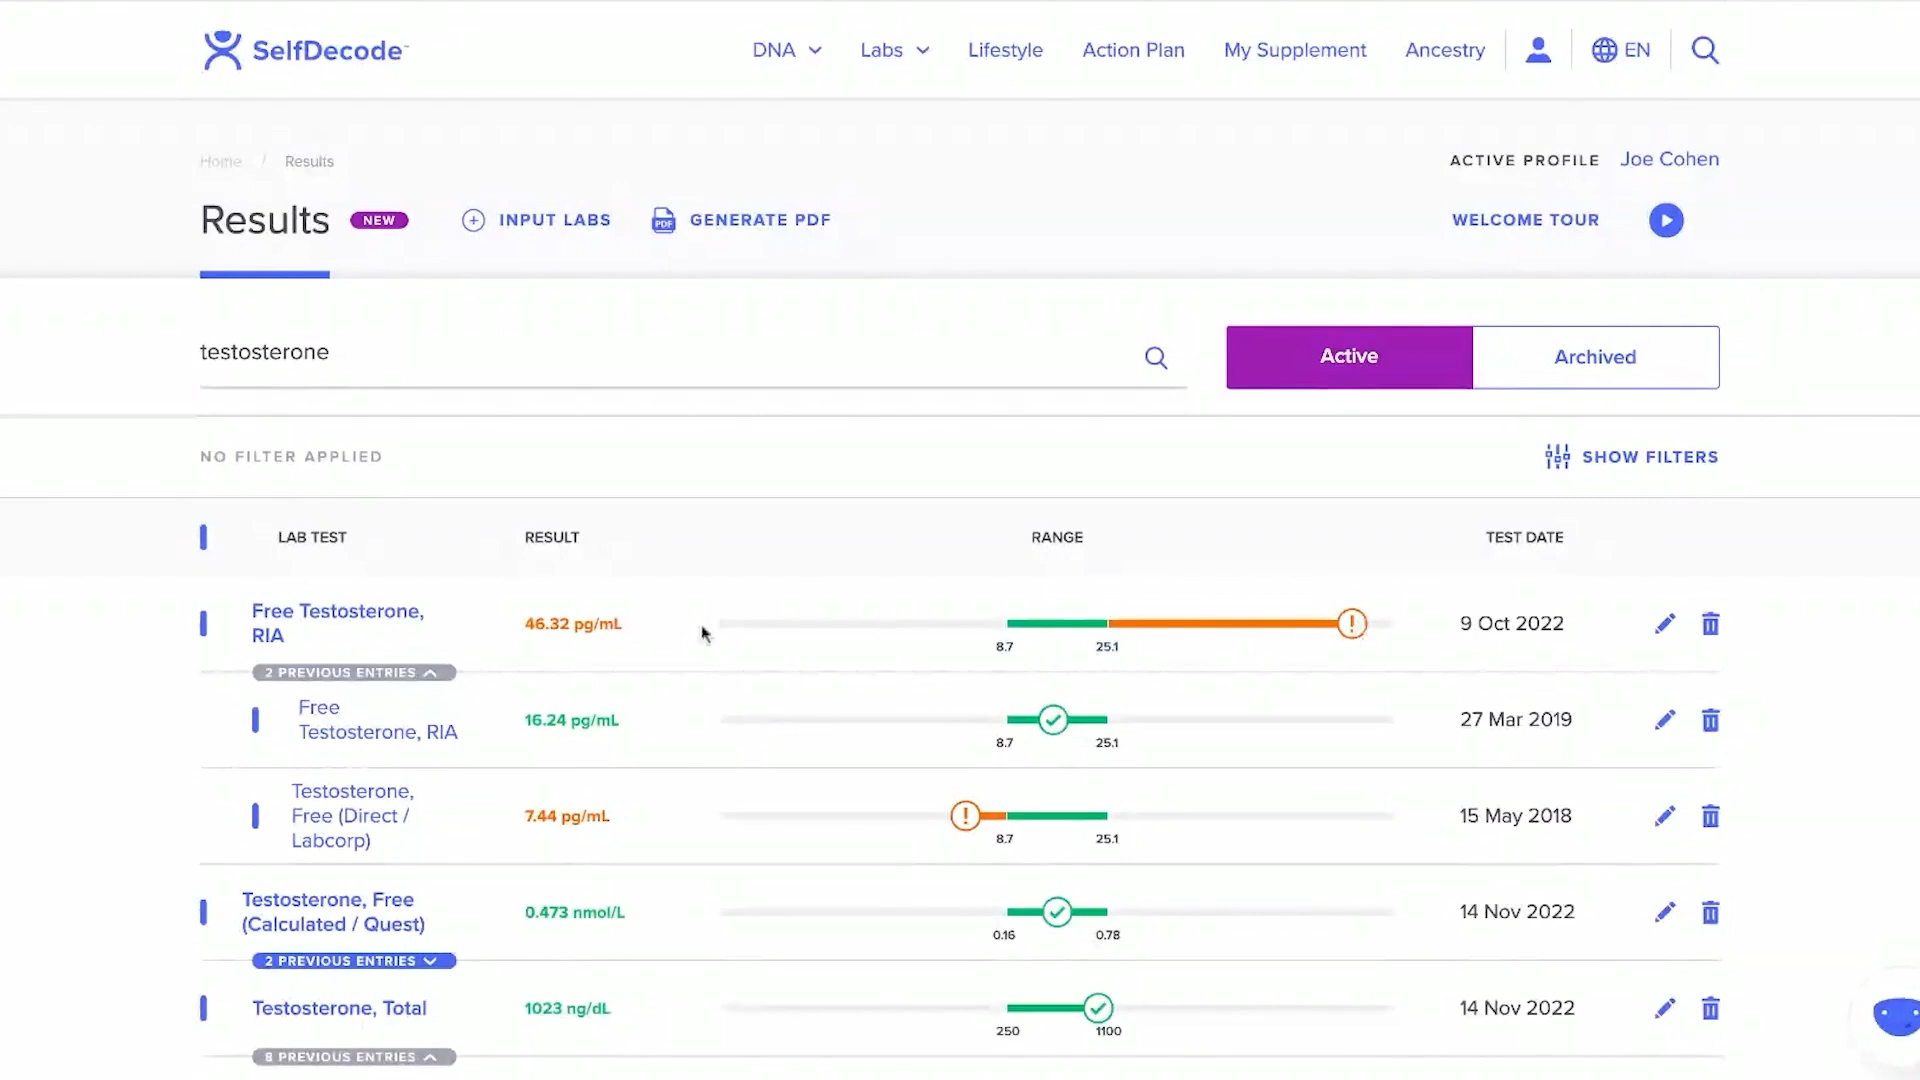 SelfDecode™
DNA Labs Lifestyle Action Plan My Supplement Ancestry EN
Home / Results
ACTIVE PROFILE Joe Cohen
Results NEW INPUT LABS PDF GENERATE PDF WELCOME TOUR
testosterone
Active Archived
NO FILTER APPLIED SHOW FILTERS
LAB TEST RESULT RANGE TEST DATE
Free Testosterone,
RIA
46.32 pg/mL
8.7 25.1
9 Oct 2022
2 PREVIOUS ENTRIES
Free
Testosterone, RIA
16.24 pg/mL
8.7 25.1
27 Mar 2019
Testosterone,
Free (Direct /
Labcorp)
7.44 pg/mL
8.7 25.1
15 May 2018
Testosterone, Free
(Calculated / Quest)
0.473 nmol/L
0.16 0.78
14 Nov 2022
2 PREVIOUS ENTRIES
Testosterone, Total
1023 ng/dL
250 1100
14 Nov 2022
8 PREVIOUS ENTRIES